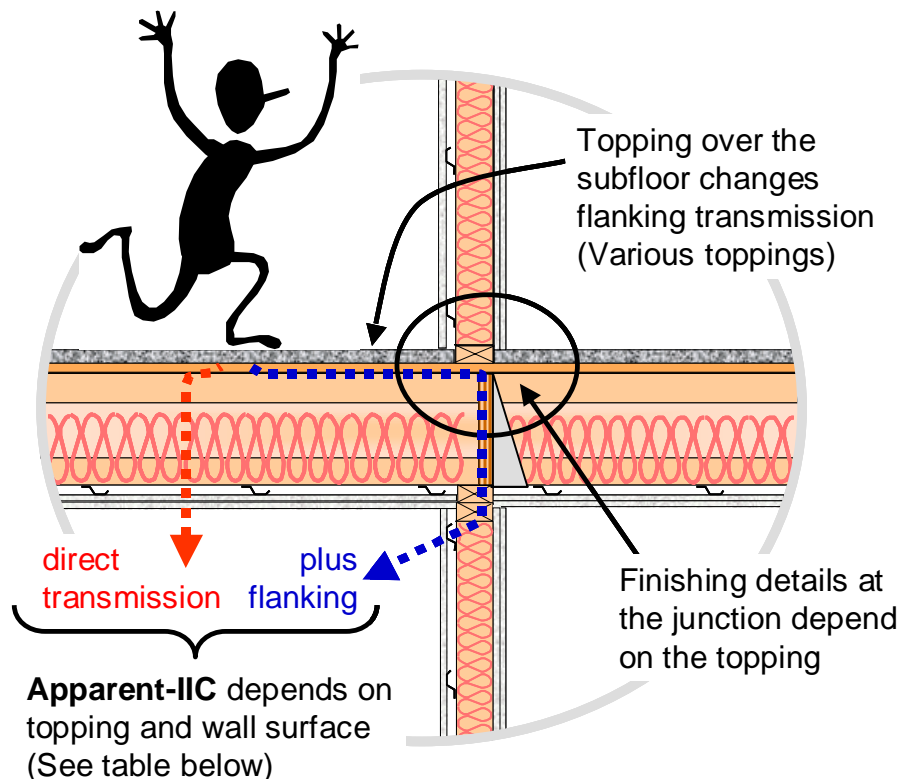 Topping over the
subfloor changes
flanking transmission
(Various toppings)
direct
transmission
plus
flanking
Finishing details at
the junction depend
on the topping
Apparent-IIC depends on
topping and wall surface
(See table below)